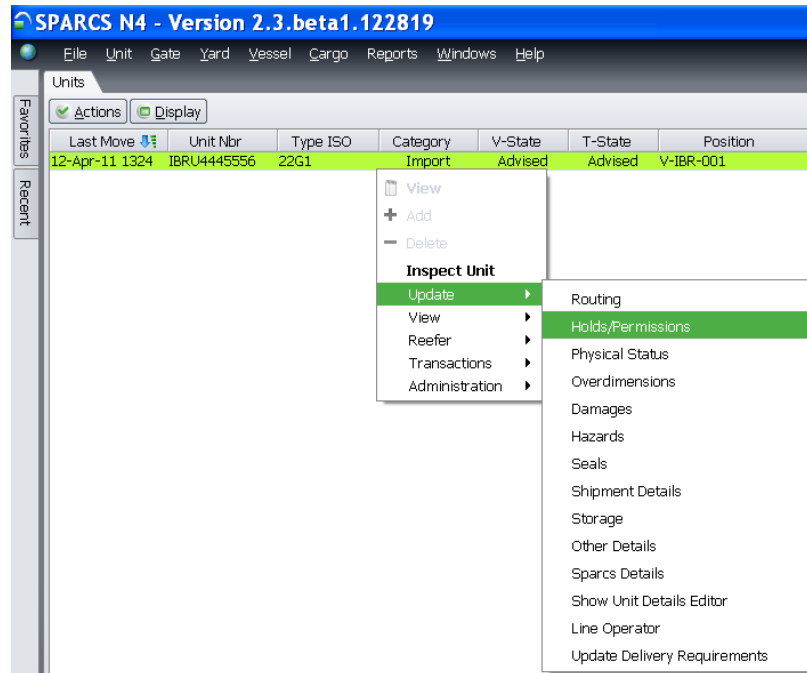 SPARCS N4 - Version 2.3.beta1.122819
File Unit Gate Yard Vessel Cargo Reports Windows Help
Favorites
Recent
Units
Actions Display
Last Move Unit Nbr Type ISO Category V-State T-State Position
12-Apr-11 1324 IBRU4445556 22G1 Import Advised Advised V-IBR-001
View
Add
Delete
Inspect Unit
Update
View
Reefer
Transactions
Administration
Routing
Holds/Permissions
Physical Status
Overdimensions
Damages
Hazards
Seals
Shipment Details
Storage
Other Details
Sparcs Details
Show Unit Details Editor
Line Operator
Update Delivery Requirements